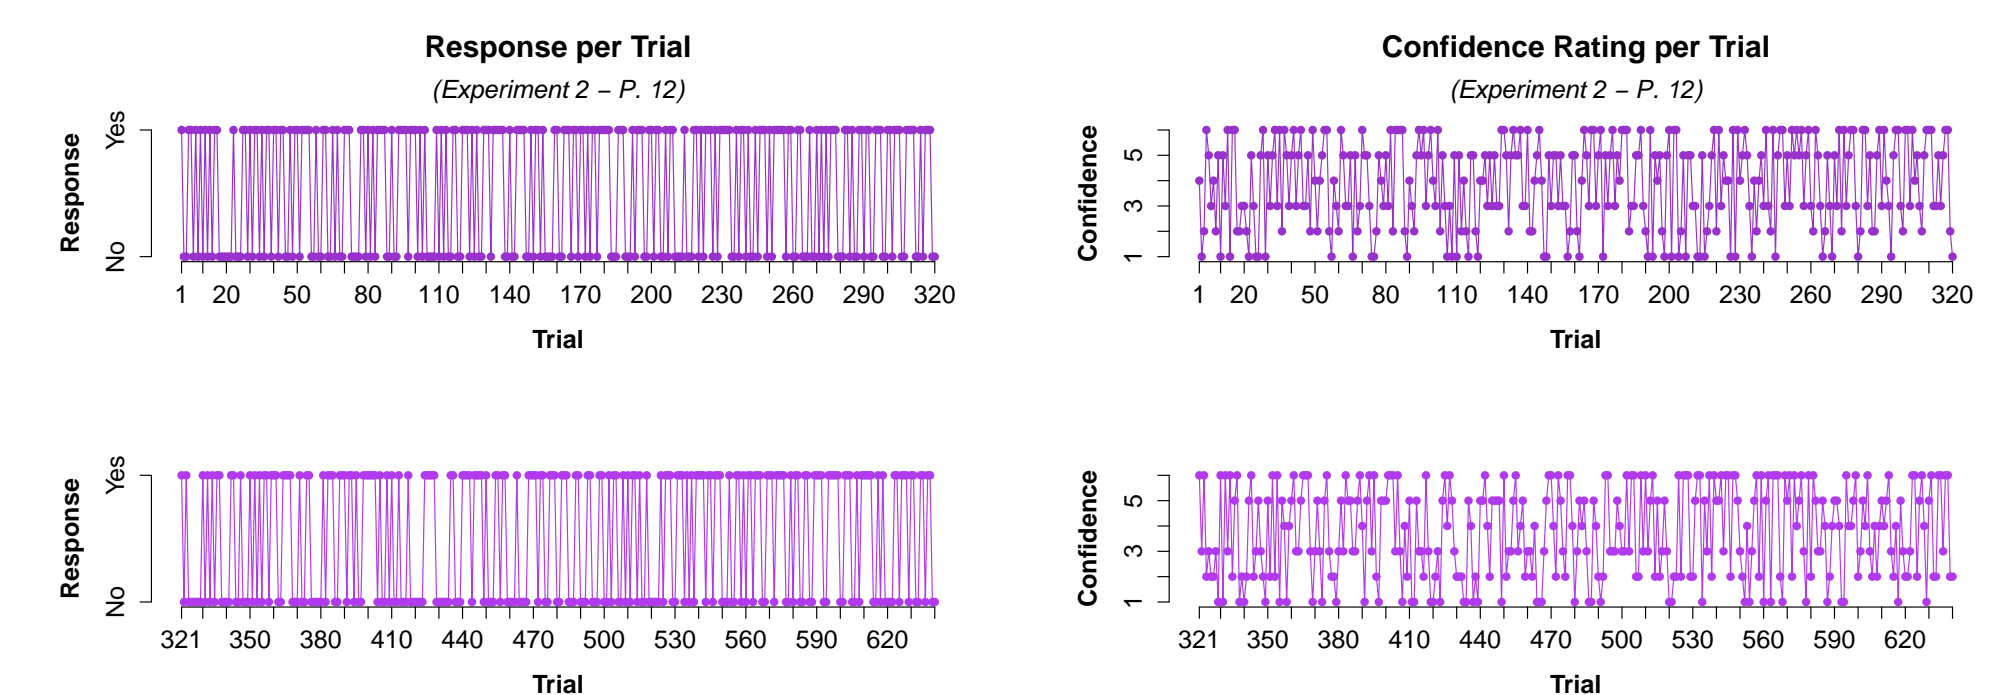 Response per Trial
(Experiment 2 − P. 12)
Response
Yes
No
1 20 50 80 110 140 170 200 230 260 290 320
Trial
Confidence Rating per Trial
(Experiment 2 − P. 12)
Confidence
5
3
1
1 20 50 80 110 140 170 200 230 260 290 320
Trial
Response
Yes
No
321 350 380 410 440 470 500 530 560 590 620
Trial
Confidence
5
3
1
321 350 380 410 440 470 500 530 560 590 620
Trial